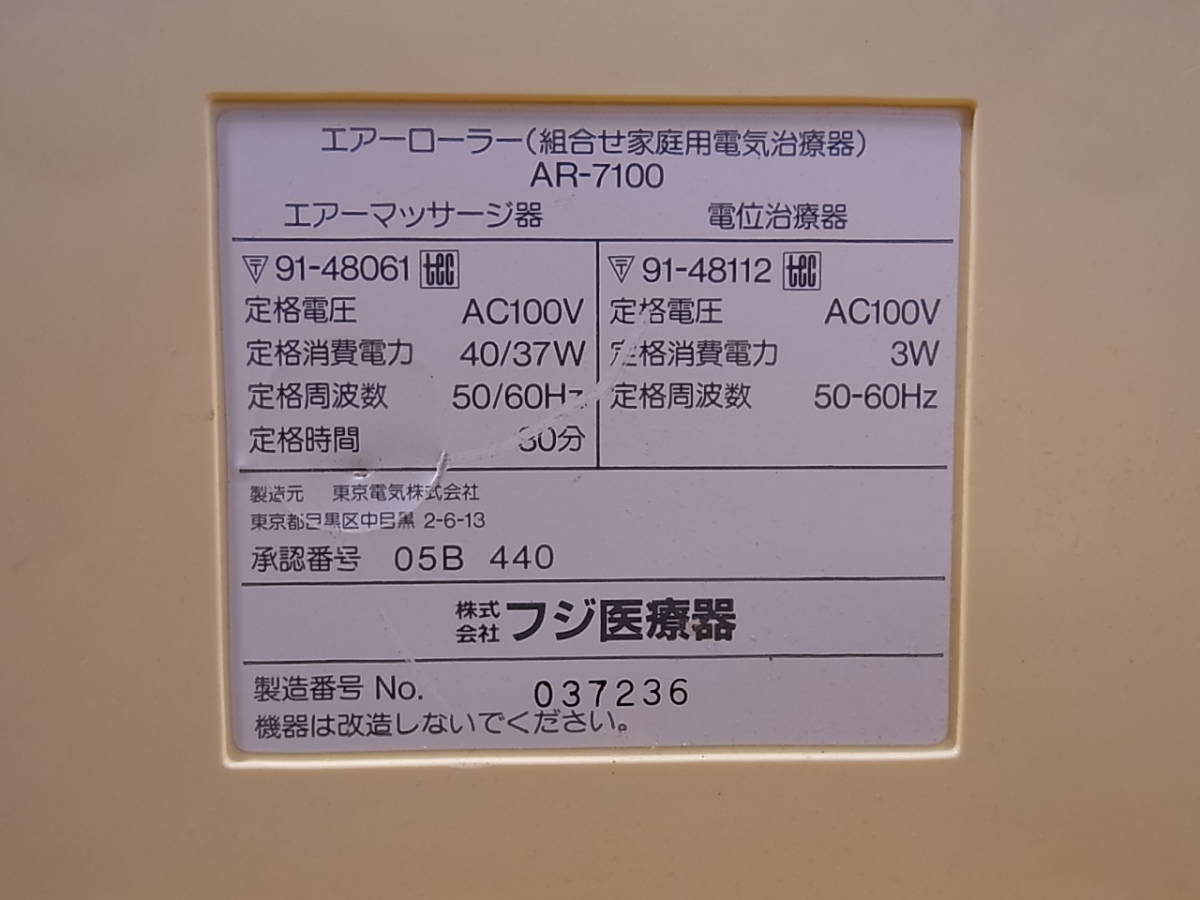 エアーローラー(組合せ家庭用電気治療器)
AR-7100
エアーマッサージ器 電位治療器
〒 91-48061 tec
定格電圧 AC100V
定格消費電力 40/37W
定格周波数 50/60Hz
定格時間 30分
〒 91-48112 tec
定格電圧 AC100V
定格消費電力 3W
定格周波数 50-60Hz
製造元 東京電気株式会社
東京都目黒区中目黒 2-6-13
承認番号 05B 440
株式会社 フジ医療器
製造番号 No. 037236
機器は改造しないでください。